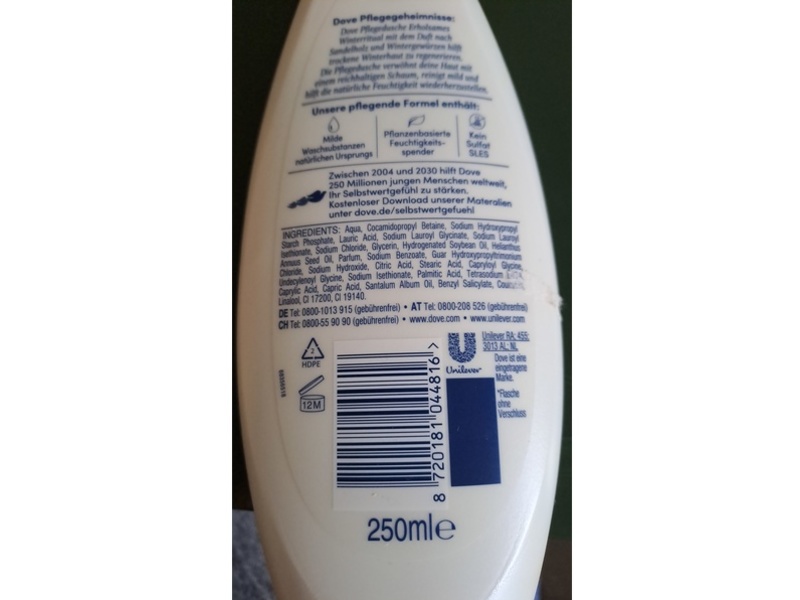 Dove Pflegegeheimnisse:
Dove Pflegedusche Erholsames
Winterritual mit dem Duft nach
Sandelholz und Wintergewürzen hilft
trockene Winterhaut zu regenerieren.
Die Pflegedusche verwöhnt deine Haut mit
einem reichhaltigen Schaum, reinigt mild und
hilft die natürliche Feuchtigkeit wiederherzustellen.
Unsere pflegende Formel enthält:
Milde
Waschsubstanzen
natürlichen Ursprungs
Pflanzenbasierte
Feuchtigkeits-
spender
Kein
Sulfat
SLES
Zwischen 2004 und 2030 hilft Dove
250 Millionen jungen Menschen weltweit,
Ihr Selbstwertgefühl zu stärken.
Kostenloser Download unserer Materalien
unter dove.de/selbstwertgefuehl
INGREDIENTS: Aqua, Cocamidopropyl Betaine, Sodium Hydroxypropyl
Starch Phosphate, Lauric Acid, Sodium Lauroyl Glycinate, Sodium Lauroyl
Isethionate, Sodium Chloride, Glycerin, Hydrogenated Soybean Oil, Helianthus
Annuus Seed Oil, Parfum, Sodium Benzoate, Guar Hydroxypropyltrimonium
Chloride, Sodium Hydroxide, Citric Acid, Stearic Acid, Capryloyl Glycine,
Undecylenoyl Glycine, Sodium Isethionate, Palmitic Acid, Tetrasodium
Caprylic Acid, Capric Acid, Santalum Album Oil, Benzyl Salicylate,
Linalool, CI 17200, CI 19140.
DE Tel: 0800-1013 915 (gebührenfrei) • AT Tel: 0800-208 526 (gebührenfrei)
CH Tel: 0800-55 90 90 (gebührenfrei) • www.dove.com • www.unilever.com
2
HDPE
12M
8 720181 044816 >
Unilever
Unilever RA: 455;
3013 AL; NL
Dove ist eine
eingetragene
Marke.
*Flasche
ohne
Verschluss
250ml℮